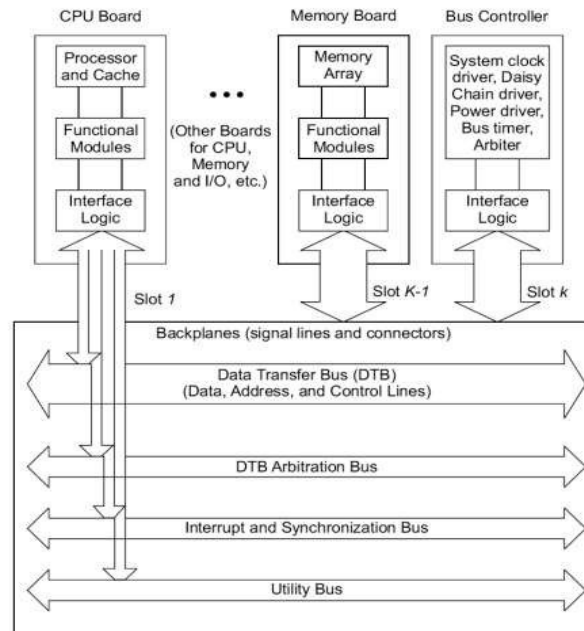 CPU Board
Memory Board
Bus Controller
Processor
and Cache
Functional
Modules
Interface
Logic
• • •
(Other Boards
for CPU,
Memory
and I/O, etc.)
Memory
Array
Functional
Modules
Interface
Logic
System clock
driver, Daisy
Chain driver,
Power driver,
Bus timer,
Arbiter
Interface
Logic
Slot 1
Slot K-1
Slot k
Backplanes (signal lines and connectors)
Data Transfer Bus (DTB)
(Data, Address, and Control Lines)
DTB Arbitration Bus
Interrupt and Synchronization Bus
Utility Bus